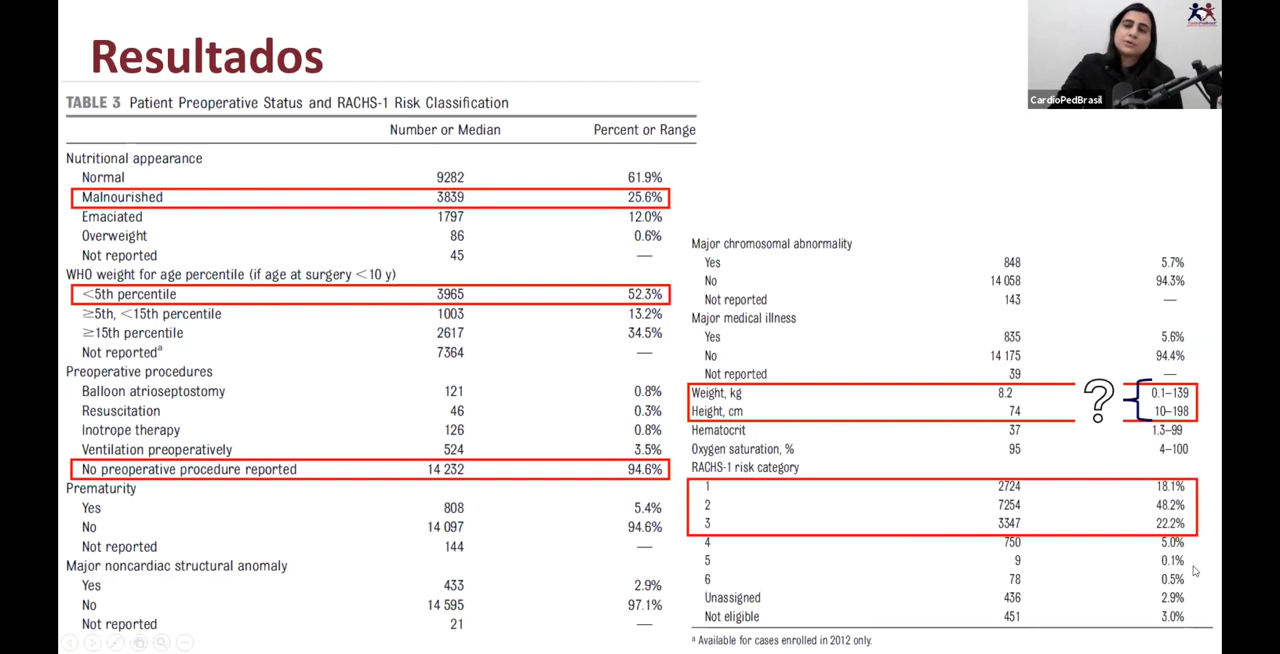 Resultados
TABLE 3 Patient Preoperative Status and RACHS-1 Risk Classification
Number or Median Percent or Range
Nutritional appearance
Normal 9282 61.9%
Malnourished 3839 25.6%
Emaciated 1797 12.0%
Overweight 86 0.6%
Not reported 45 —
WHO weight for age percentile (if age at surgery <10 y)
<5th percentile 3965 52.3%
≥5th, <15th percentile 1003 13.2%
≥15th percentile 2617 34.5%
Not reportedª 7364 —
Preoperative procedures
Balloon atrioseptostomy 121 0.8%
Resuscitation 46 0.3%
Inotrope therapy 126 0.8%
Ventilation preoperatively 524 3.5%
No preoperative procedure reported 14 232 94.6%
Prematurity
Yes 808 5.4%
No 14 097 94.6%
Not reported 144 —
Major noncardiac structural anomaly
Yes 433 2.9%
No 14 595 97.1%
Not reported 21 —
Major chromosomal abnormality
Yes 848 5.7%
No 14 058 94.3%
Not reported 143 —
Major medical illness
Yes 835 5.6%
No 14 175 94.4%
Not reported 39 —
Weight, kg 8.2 0.1–139
Height, cm 74 10–198
?
Hematocrit 37 1.3–99
Oxygen saturation, % 95 4–100
RACHS-1 risk category
1 2724 18.1%
2 7254 48.2%
3 3347 22.2%
4 750 5.0%
5 9 0.1%
6 78 0.5%
Unassigned 436 2.9%
Not eligible 451 3.0%
ª Available for cases enrolled in 2012 only.
CardioPedBrasil